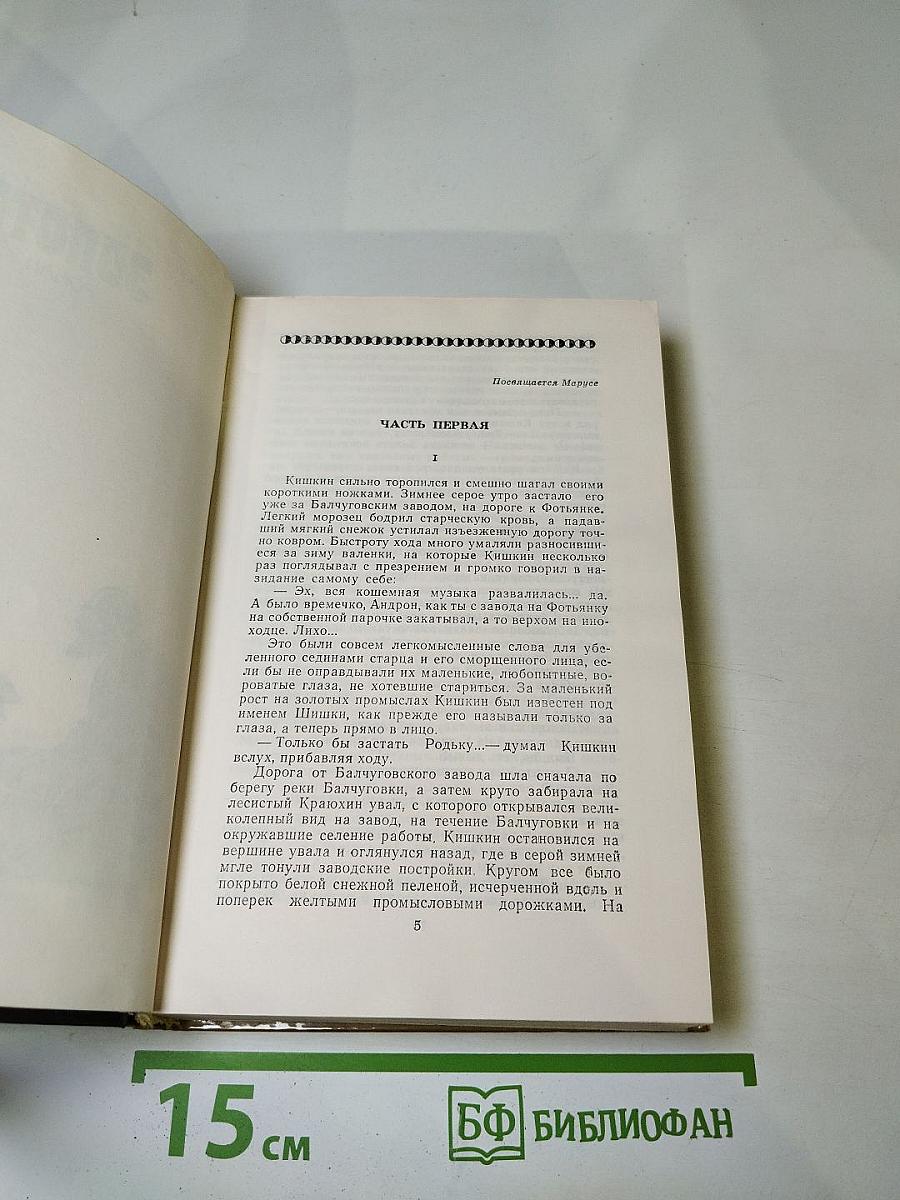 Посвящается Марусе
ЧАСТЬ ПЕРВАЯ
I
Кишкин сильно торопился и смешно шагал своими
короткими ножками. Зимнее серое утро застало его
уже за Балчуговским заводом, на дороге к Фотьянке.
Легкий морозец бодрил старческую кровь, а падав-
ший мягкий снежок устилал изъезженную дорогу точ-
но ковром. Быстроту хода много умаляли разносивши-
еся за зиму валенки, на которые Кишкин несколько
раз поглядывал с презрением и громко говорил в на-
зидание самому себе:
— Эх, вся кошемная музыка развалилась... да.
А было времечко, Андрон, как ты с завода на Фотьянку
на собственной парочке закатывал, а то верхом на ино-
ходце. Лихо...
Это были совсем легкомысленные слова для убе-
ленного сединами старца и его сморщенного лица, ес-
ли бы не оправдывали их маленькие, любопытные, во-
роватые глаза, не хотевшие стариться. За маленький
рост на золотых промыслах Кишкин был известен под
именем Шишки, как прежде его называли только за
глаза, а теперь прямо в лицо.
— Только бы застать Родьку...— думал Кишкин
вслух, прибавляя ходу.
Дорога от Балчуговского завода шла сначала по
берегу реки Балчуговки, а затем круто забирала на
лесистый Краюхин увал, с которого открывался вели-
колепный вид на завод, на течение Балчуговки и на
окружавшие селение работы. Кишкин остановился на
вершине увала и оглянулся назад, где в серой зимней
мгле тонули заводские постройки. Кругом все было
покрыто белой снежной пеленой, исчерченной вдоль и
поперек желтыми промысловыми дорожками. На
5
15 см
БФ БИБЛИОФАН